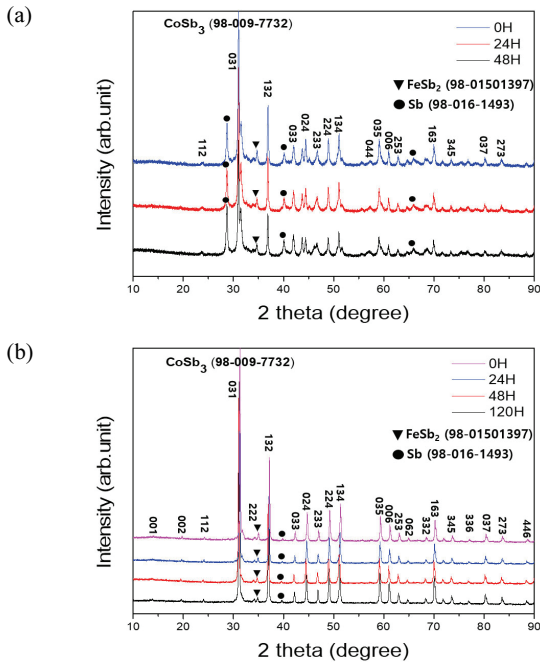 (a)
CoSb3 (98-009-7732)
0H
24H
48H
FeSb2 (98-01501397)
Sb (98-016-1493)
112
031
132
033
024
233
224
134
044
035
006
253
163
345
037
273
Intensity (arb.unit)
10 20 30 40 50 60 70 80 90
2 theta (degree)
(b)
CoSb3 (98-009-7732)
0H
24H
48H
120H
FeSb2 (98-01501397)
Sb (98-016-1493)
001
002
112
031
222
132
033
024
233
224
134
035
006
253
062
332
163
345
336
037
273
446
Intensity (arb.unit)
10 20 30 40 50 60 70 80 90
2 theta (degree)